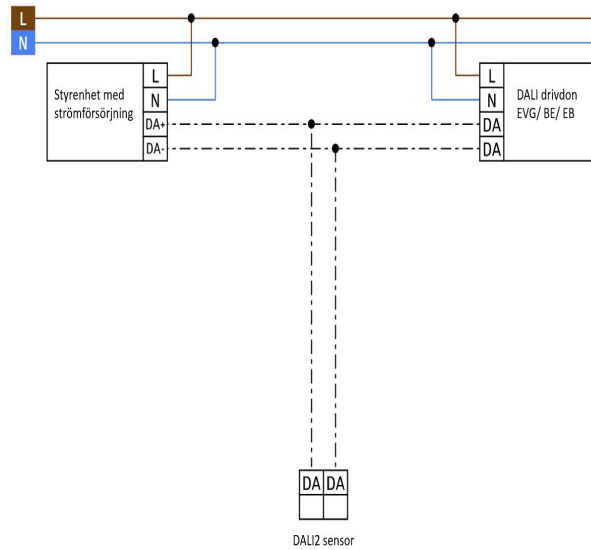 L
N
Styrenhet med
strömförsörjning
L
N
DA+
DA-
L
N
DA
DA
DALI drivdon
EVG/ BE/ EB
DA DA
DALI2 sensor